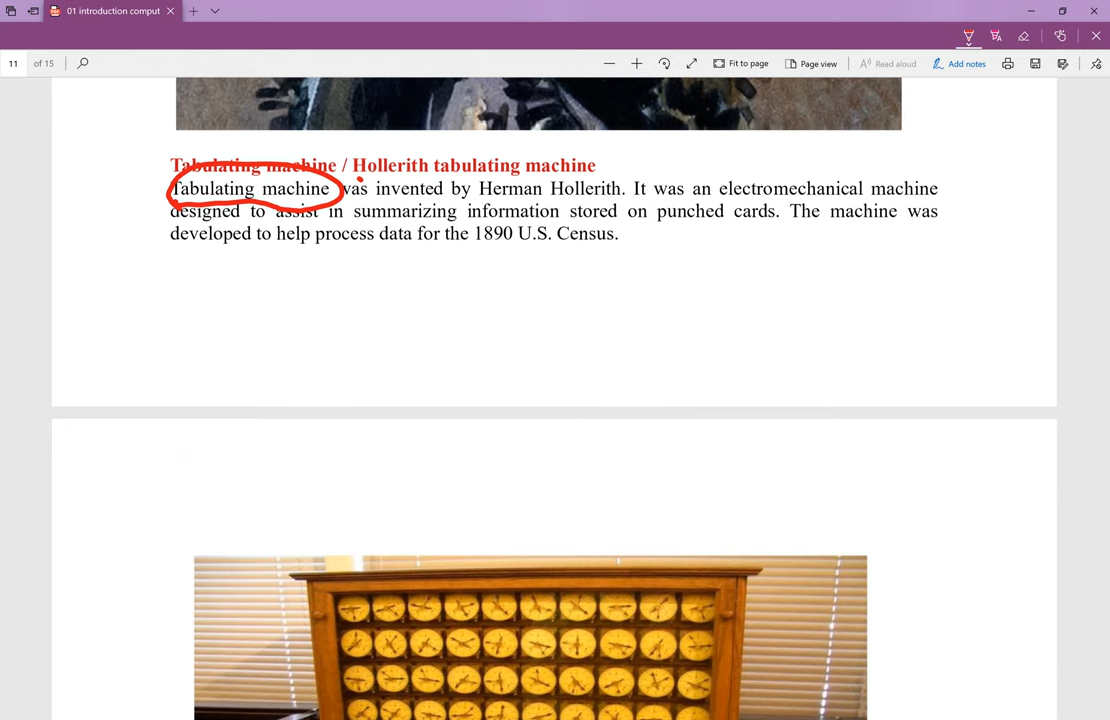 01 introduction comput
11 of 15
Fit to page
Page view
Read aloud
Add notes
Tabulating machine / Hollerith tabulating machine
Tabulating machine was invented by Herman Hollerith. It was an electromechanical machine
designed to assist in summarizing information stored on punched cards. The machine was
developed to help process data for the 1890 U.S. Census.